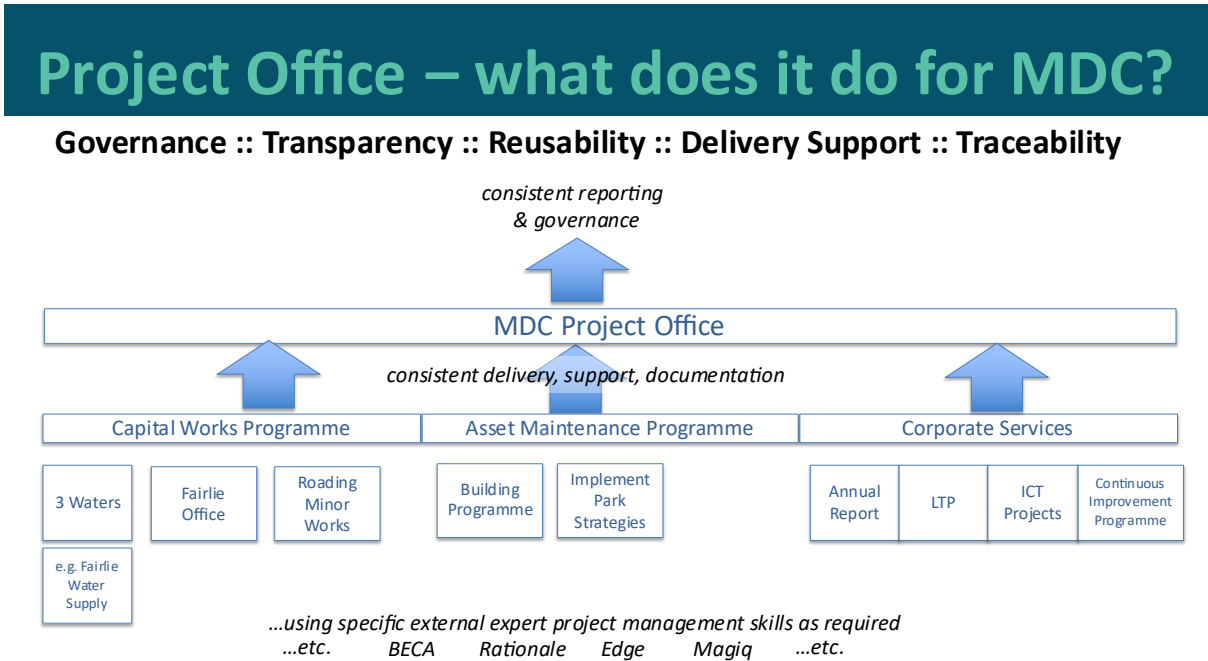 Project Office – what does it do for MDC?
Governance :: Transparency :: Reusability :: Delivery Support :: Traceability
consistent reporting
& governance
MDC Project Office
consistent delivery, support, documentation
Capital Works Programme
Asset Maintenance Programme
Corporate Services
3 Waters
Fairlie
Office
Roading
Minor
Works
Building
Programme
Implement
Park
Strategies
Annual
Report
LTP
ICT
Projects
Continuous
Improvement
Programme
e.g. Fairlie
Water
Supply
...using specific external expert project management skills as required
...etc. BECA Rationale Edge Magiq ...etc.